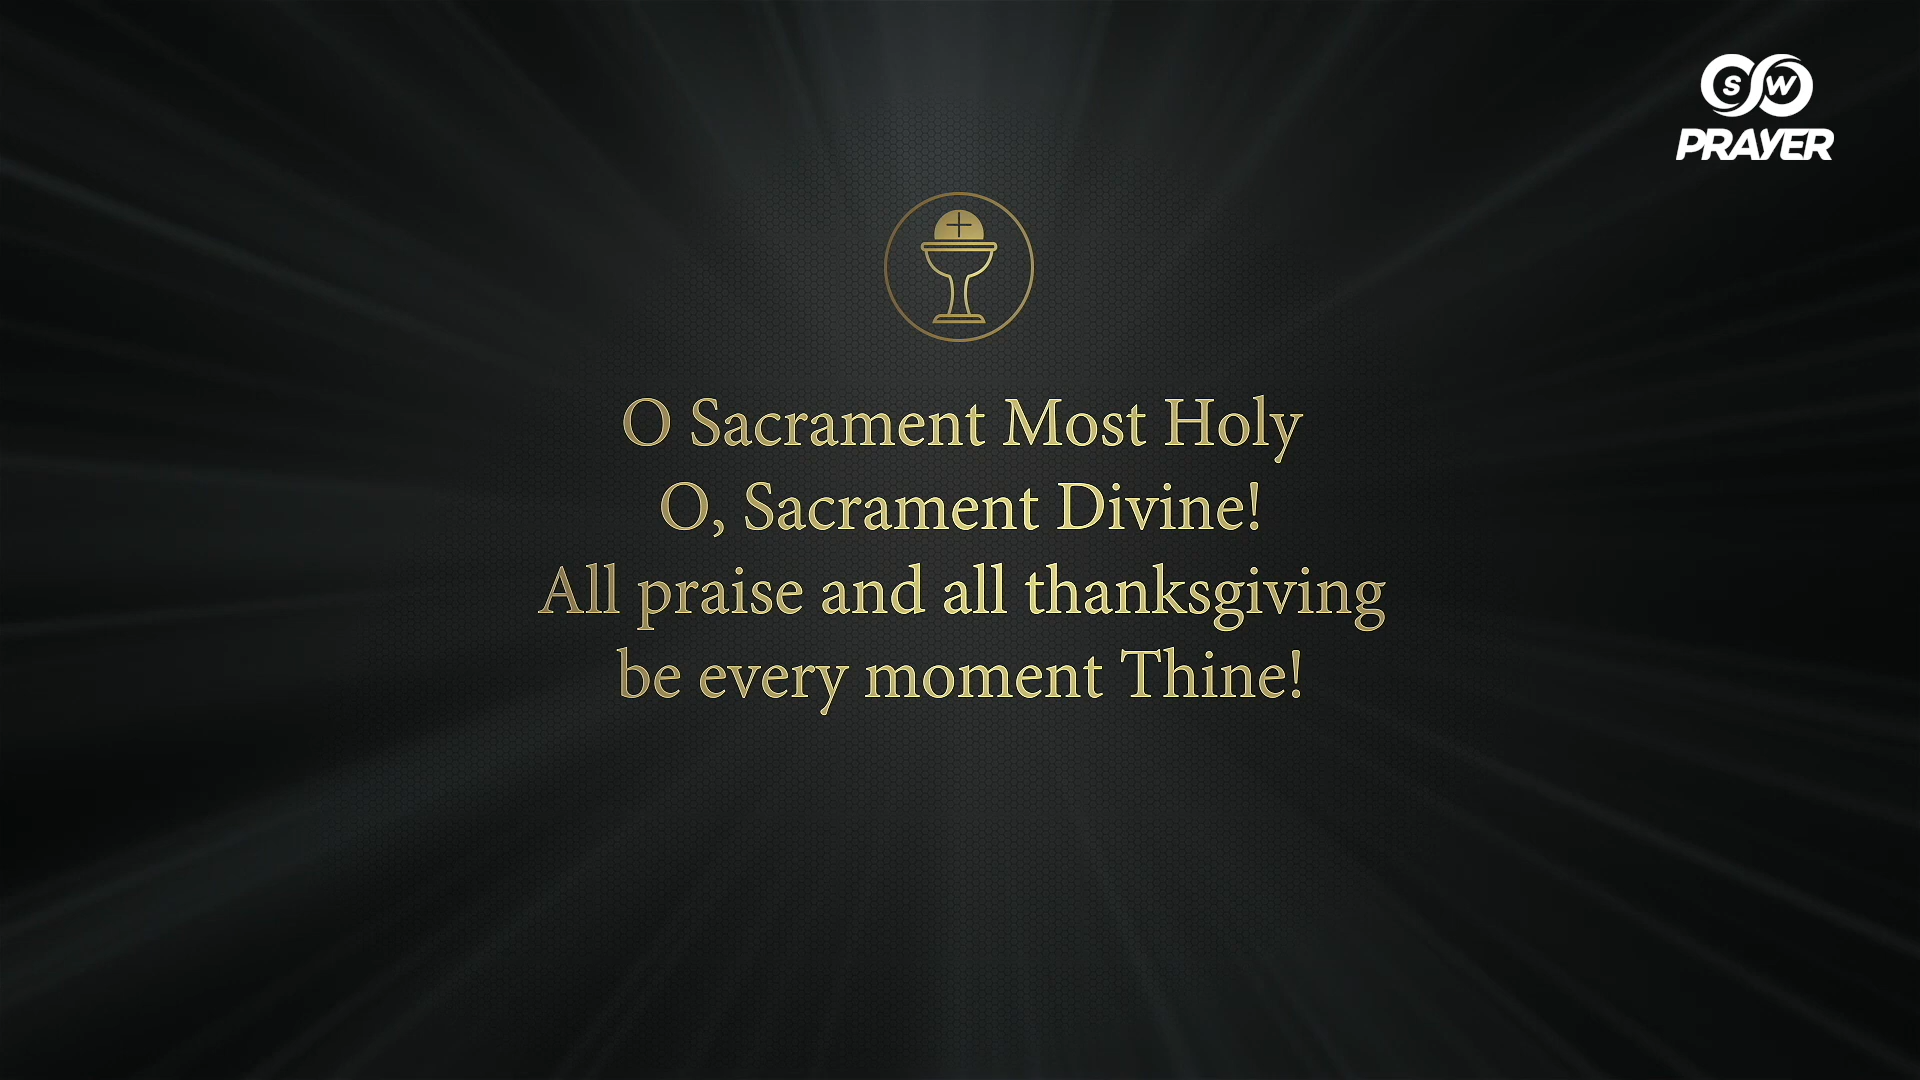 SW
PRAYER
O Sacrament Most Holy
O, Sacrament Divine!
All praise and all thanksgiving
be every moment Thine!